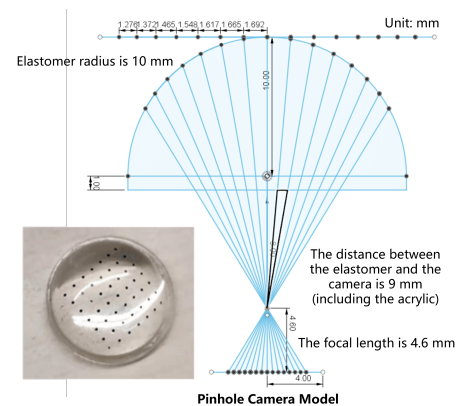 1.276 1.372 1.465 1.548 1.617 1.665 1.692
Unit: mm
Elastomer radius is 10 mm
10.00
1.00
The distance between
the elastomer and the
camera is 9 mm
(including the acrylic)
4.60
The focal length is 4.6 mm
4.00
Pinhole Camera Model